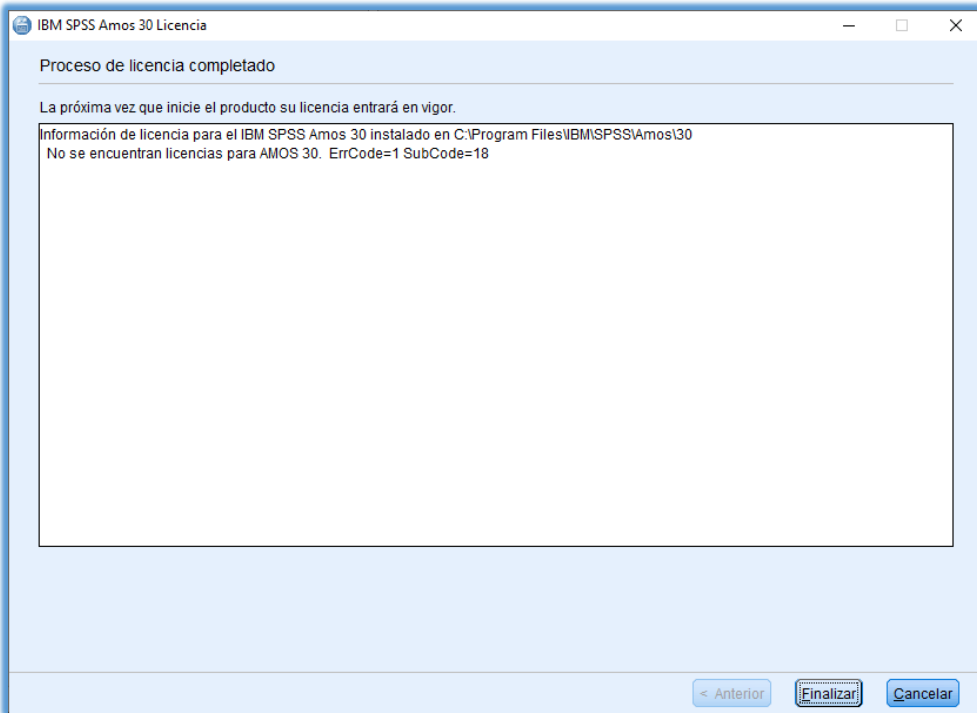 IBM SPSS Amos 30 Licencia
Proceso de licencia completado
La próxima vez que inicie el producto su licencia entrará en vigor.
Información de licencia para el IBM SPSS Amos 30 instalado en C:\Program Files\IBM\SPSS\Amos\30
No se encuentran licencias para AMOS 30.  ErrCode=1 SubCode=18
< Anterior
Finalizar
Cancelar